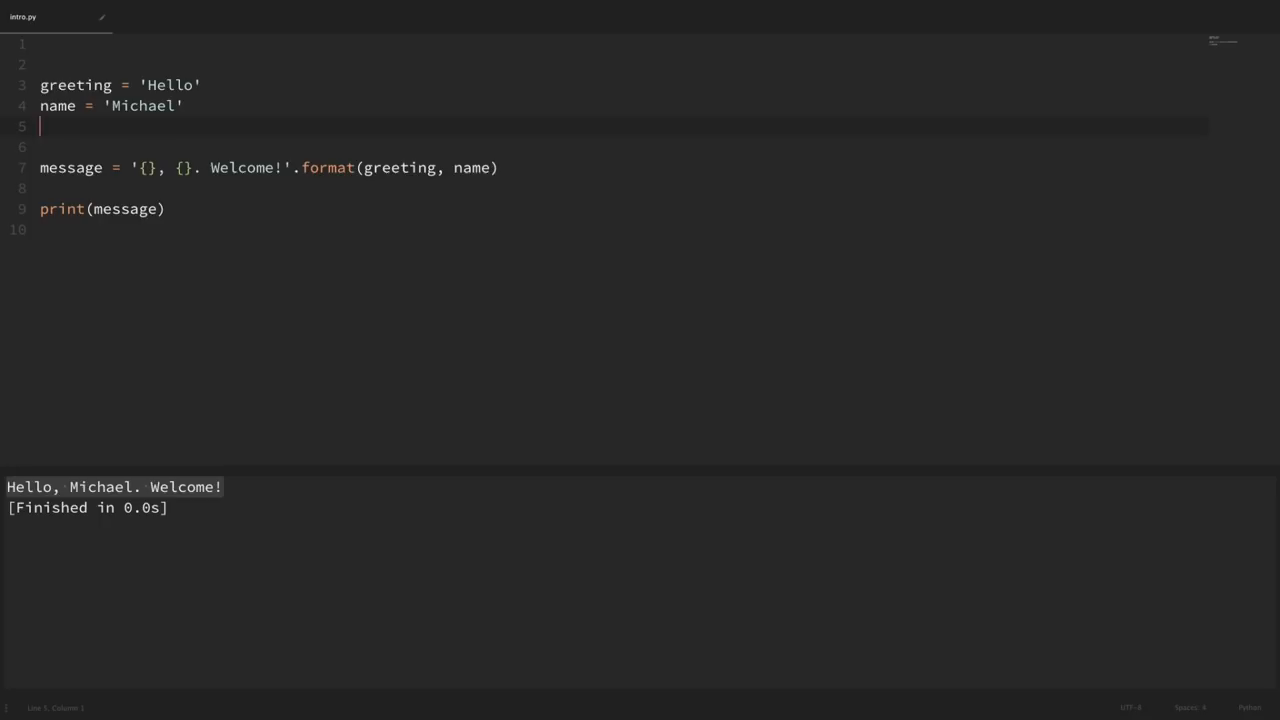 intro.py
1
2
3 greeting = 'Hello'
4 name = 'Michael'
5
6
7 message = '{}, {}. Welcome!'.format(greeting, name)
8
9 print(message)
10
Hello, Michael. Welcome!
[Finished in 0.0s]
Line 5, Column 1 UTF-8 Spaces: 4 Python